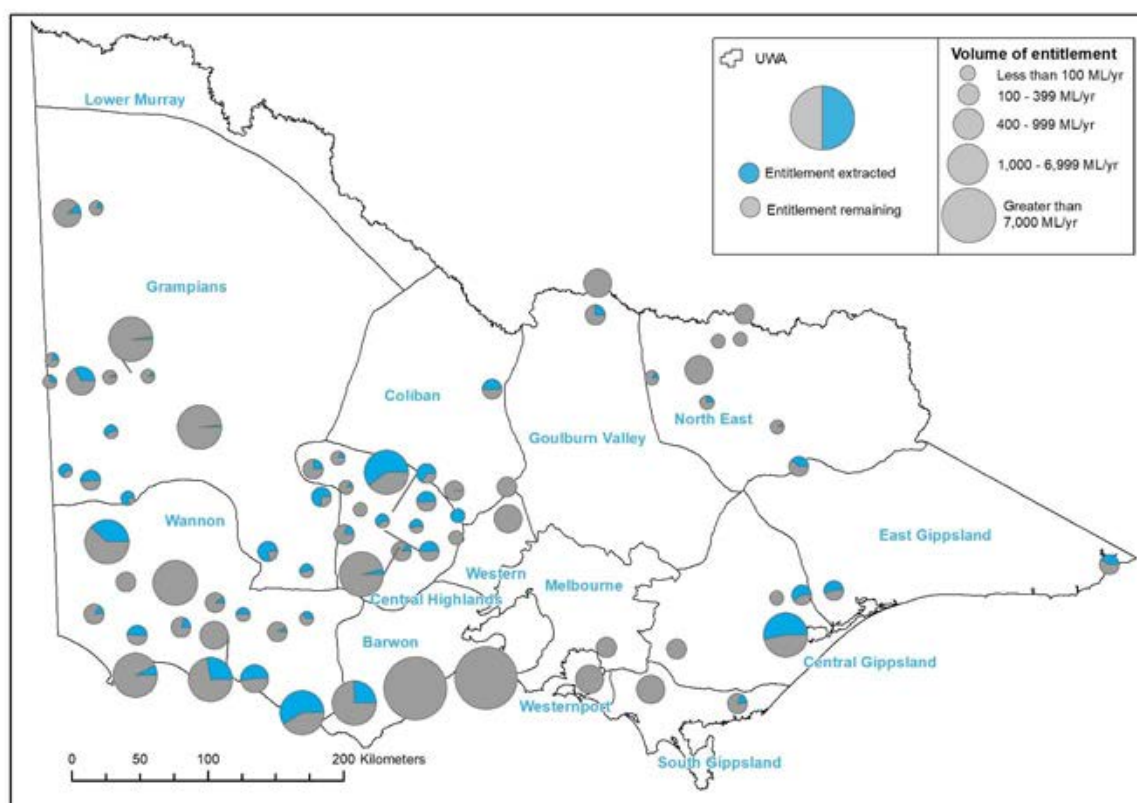 UWA
Entitlement extracted
Entitlement remaining
Volume of entitlement
Less than 100 ML/yr
100 - 399 ML/yr
400 - 999 ML/yr
1,000 - 6,999 ML/yr
Greater than
7,000 ML/yr
Lower Murray
Grampians
Coliban
Goulburn Valley
North East
Wannon
East Gippsland
Western
Melbourne
Central Highlands
Barwon
Central Gippsland
Westernport
South Gippsland
0 50 100 200 Kilometers